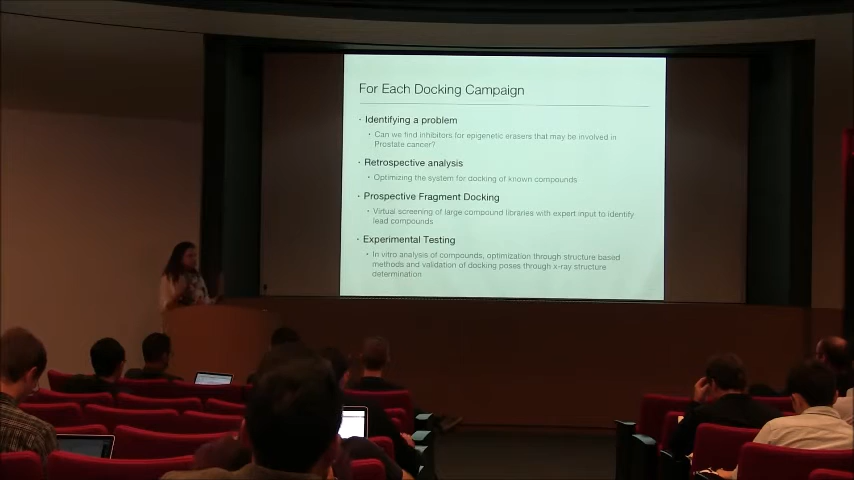 For Each Docking Campaign
· Identifying a problem
· Can we find inhibitors for epigenetic erasers that may be involved in
Prostate cancer?
· Retrospective analysis
· Optimizing the system for docking of known compounds
· Prospective Fragment Docking
· Virtual screening of large compound libraries with expert input to identify
lead compounds
· Experimental Testing
· In vitro analysis of compounds, optimization through structure based
methods and validation of docking poses through x-ray structure
determination